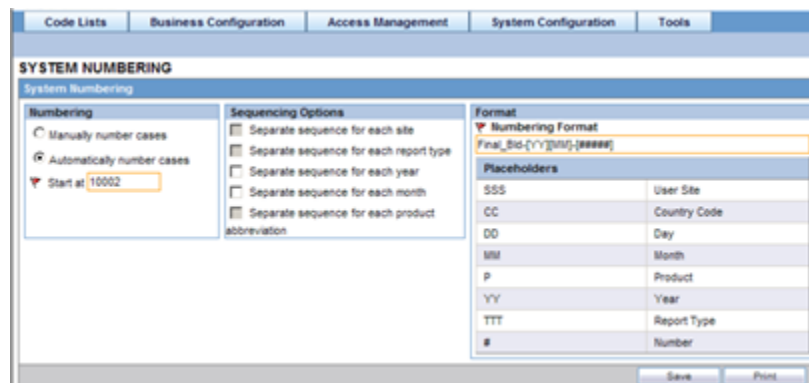 Code Lists
Business Configuration
Access Management
System Configuration
Tools
SYSTEM NUMBERING
System Numbering
Numbering
Manually number cases
Automatically number cases
Start at 10002
Sequencing Options
Separate sequence for each site
Separate sequence for each report type
Separate sequence for each year
Separate sequence for each month
Separate sequence for each product
abbreviation
Format
Numbering Format
Final_Bld-[YY][MM]-[#####]
Placeholders
SSS User Site
CC Country Code
DD Day
MM Month
P Product
YY Year
TTT Report Type
# Number
Save
Print